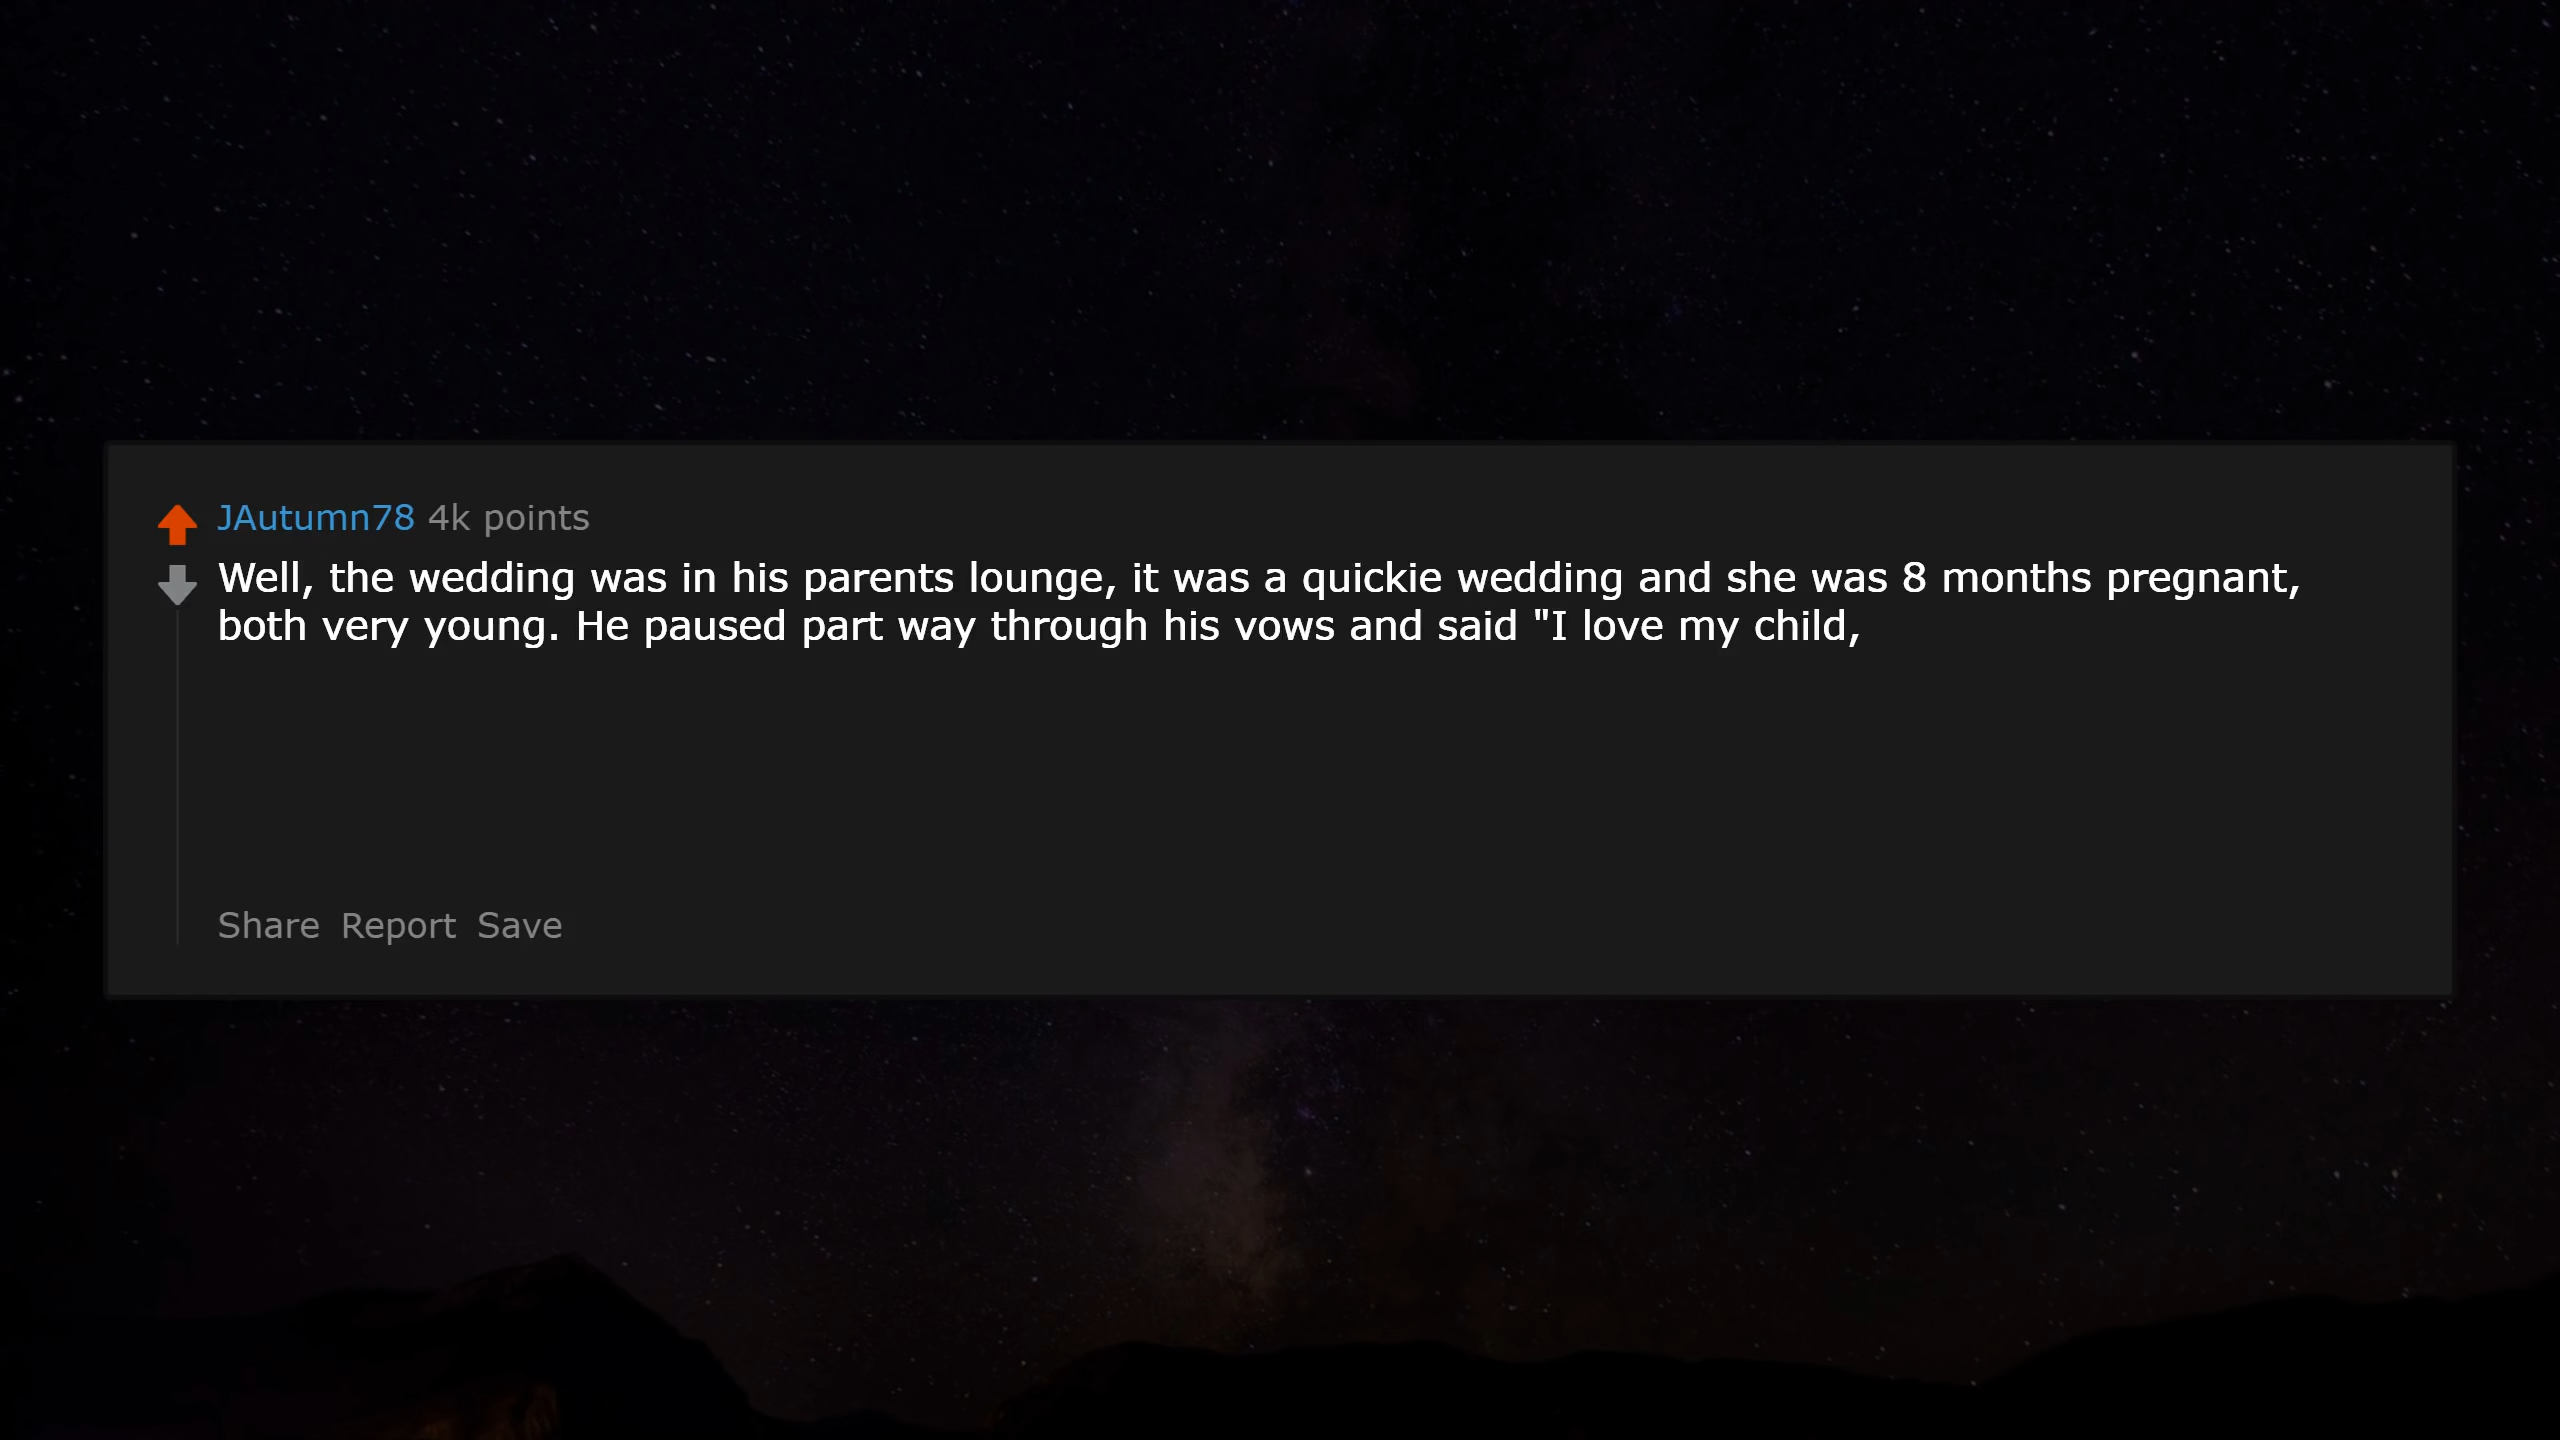 JAutumn78 4k points
Well, the wedding was in his parents lounge, it was a quickie wedding and she was 8 months pregnant,
both very young. He paused part way through his vows and said "I love my child,
Share Report Save